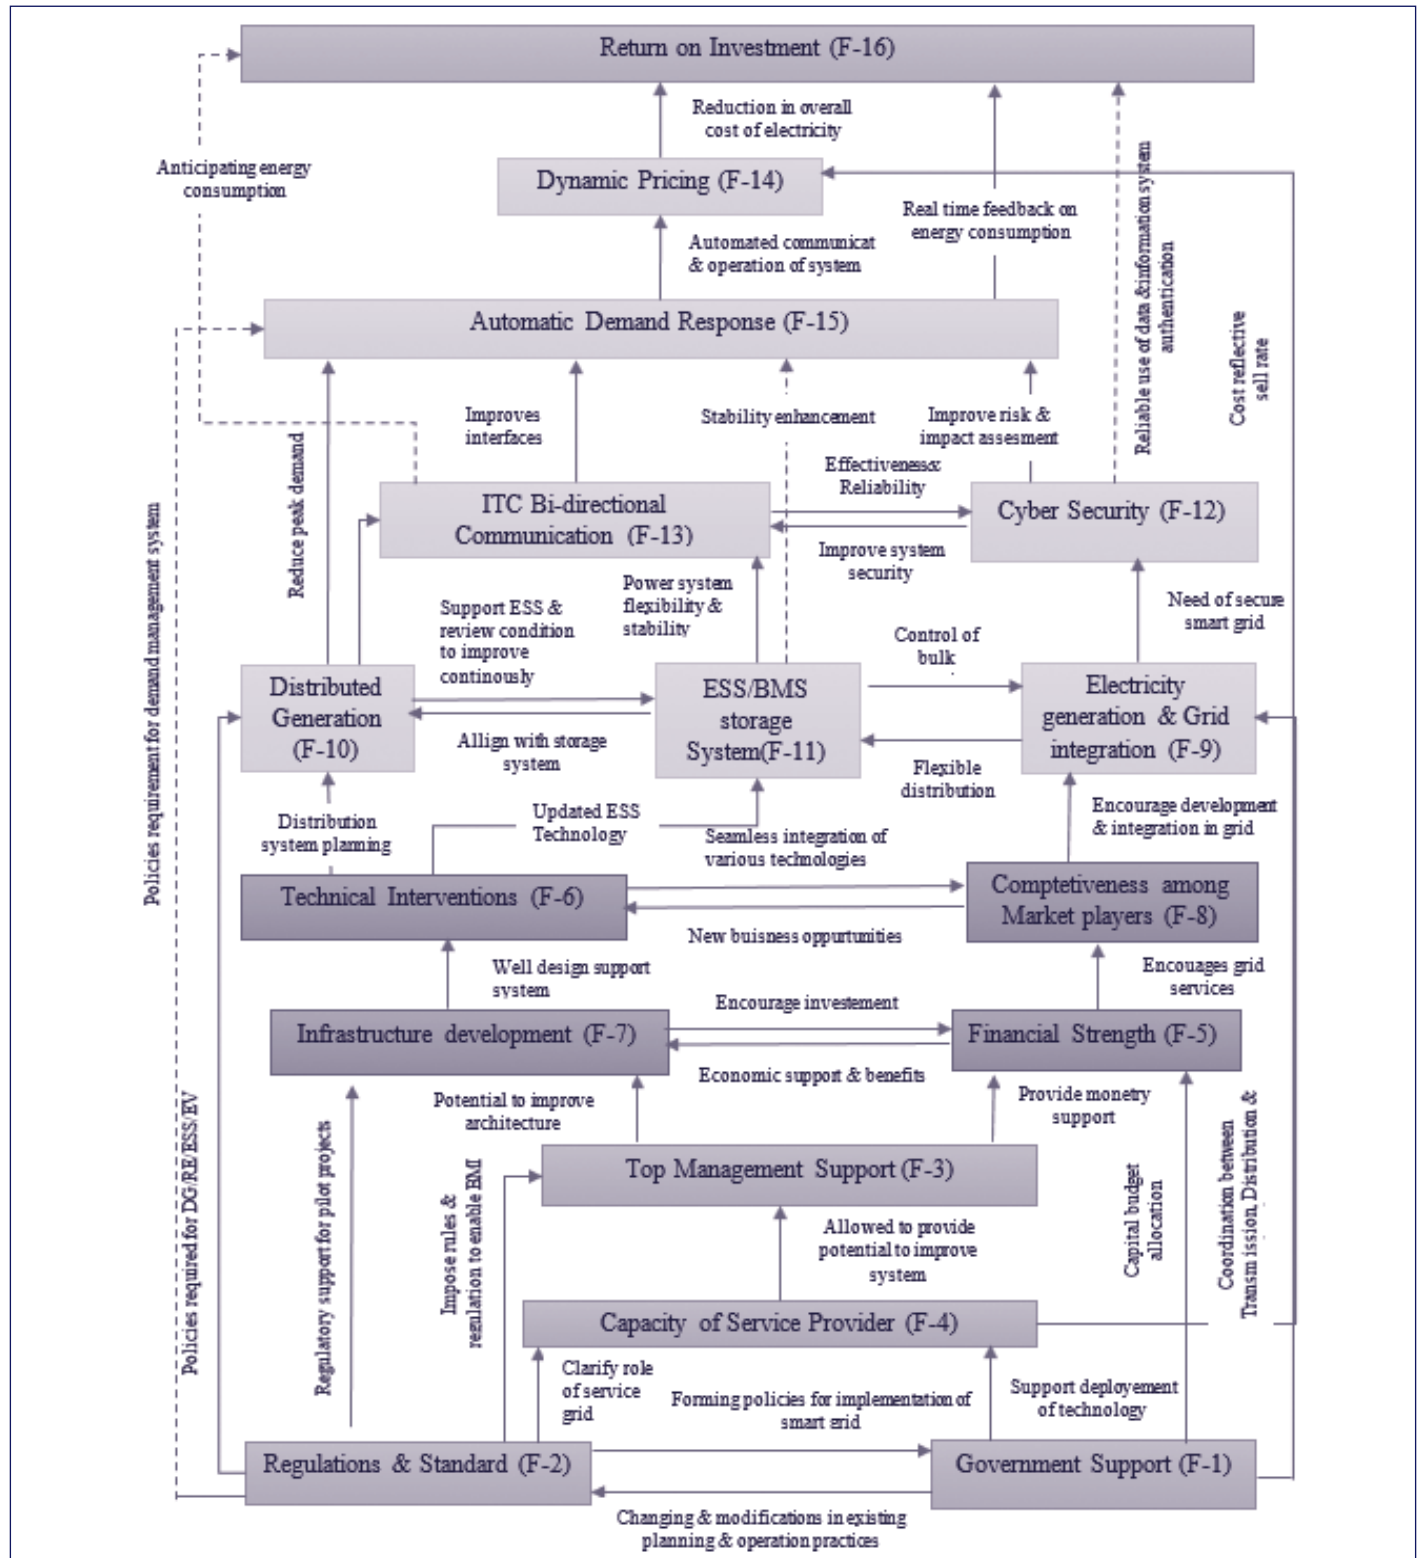 Return on Investment (F-16)
Reduction in overall
cost of electricity
Anticipating energy
consumption
Dynamic Pricing (F-14)
Real time feedback on
energy consumption
Reliable use of data &information system
authentication
Automated communicat
& operation of system
Automatic Demand Response (F-15)
Cost reflective
sell rate
Reduce peak demand
Improves
interfaces
Stability enhancement
Improve risk &
impact assesment
Effectiveness&
Reliability
ITC Bi-directional
Communication (F-13)
Cyber Security (F-12)
Improve system
security
Policies requirement for demand management system
Support ESS &
review condition
to improve
continously
Power system
flexibility &
stability
Control of
bulk
Need of secure
smart grid
Distributed
Generation
(F-10)
ESS/BMS
storage
System(F-11)
Electricity
generation & Grid
integration (F-9)
Allign with storage
system
Flexible
distribution
Distribution
system planning
Updated ESS
Technology
Seamless integration of
various technologies
Encourage development
& integration in grid
Technical Interventions (F-6)
Comptetiveness among
Market players (F-8)
New buisness oppurtunities
Well design support
system
Encouages grid
services
Encourage investement
Infrastructure development (F-7)
Financial Strength (F-5)
Economic support & benefits
Potential to improve
architecture
Provide monetry
support
Policies required for DG/RE/ESS/EV
Regulatory support for pilot projects
Impose rules &
regulation to enable BMI
Top Management Support (F-3)
Capital budget
allocation
Coordination between
Transm ission, Distribution &
Allowed to provide
potential to improve
system
Capacity of Service Provider (F-4)
Clarify role
of service
grid
Forming policies for implementation of
smart grid
Support deployement
of technology
Regulations & Standard (F-2)
Government Support (F-1)
Changing & modifications in existing
planning & operation practices